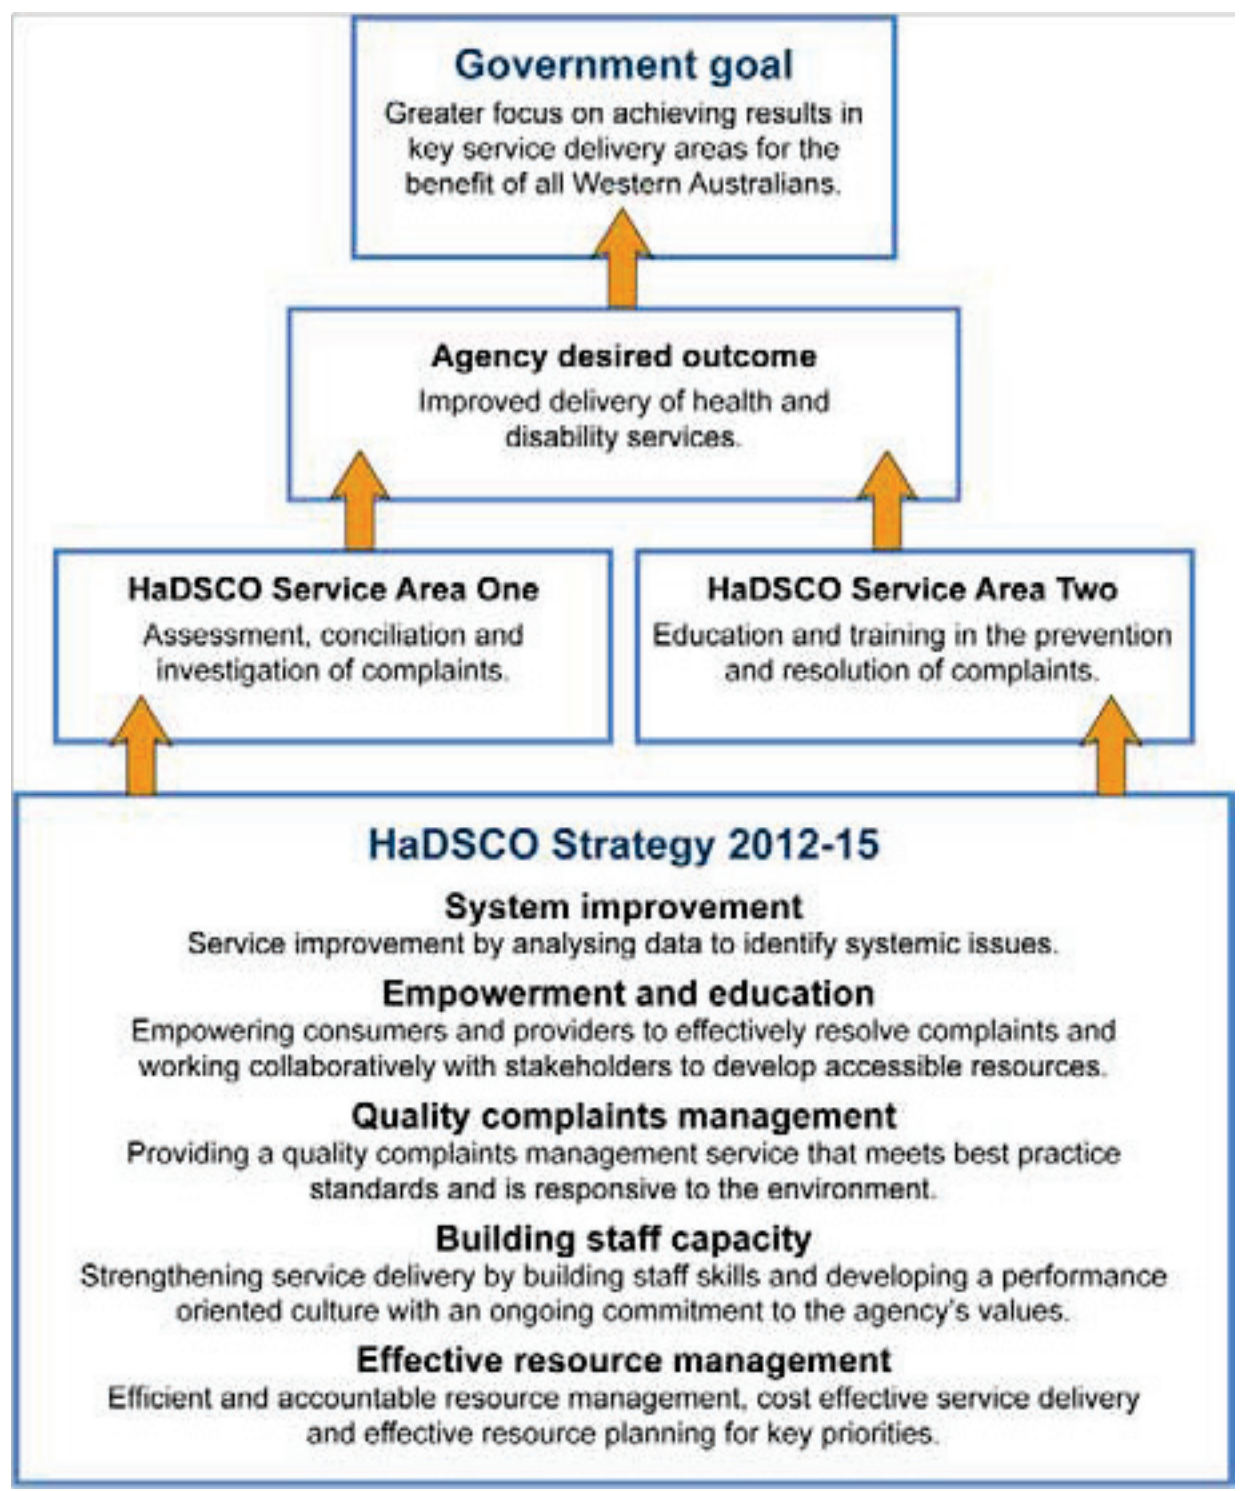 Government goal
Greater focus on achieving results in
key service delivery areas for the
benefit of all Western Australians.
Agency desired outcome
Improved delivery of health and
disability services.
HaDSCO Service Area One
Assessment, conciliation and
investigation of complaints.
HaDSCO Service Area Two
Education and training in the prevention
and resolution of complaints.
HaDSCO Strategy 2012-15
System improvement
Service improvement by analysing data to identify systemic issues.
Empowerment and education
Empowering consumers and providers to effectively resolve complaints and
working collaboratively with stakeholders to develop accessible resources.
Quality complaints management
Providing a quality complaints management service that meets best practice
standards and is responsive to the environment.
Building staff capacity
Strengthening service delivery by building staff skills and developing a performance
oriented culture with an ongoing commitment to the agency's values.
Effective resource management
Efficient and accountable resource management, cost effective service delivery
and effective resource planning for key priorities.